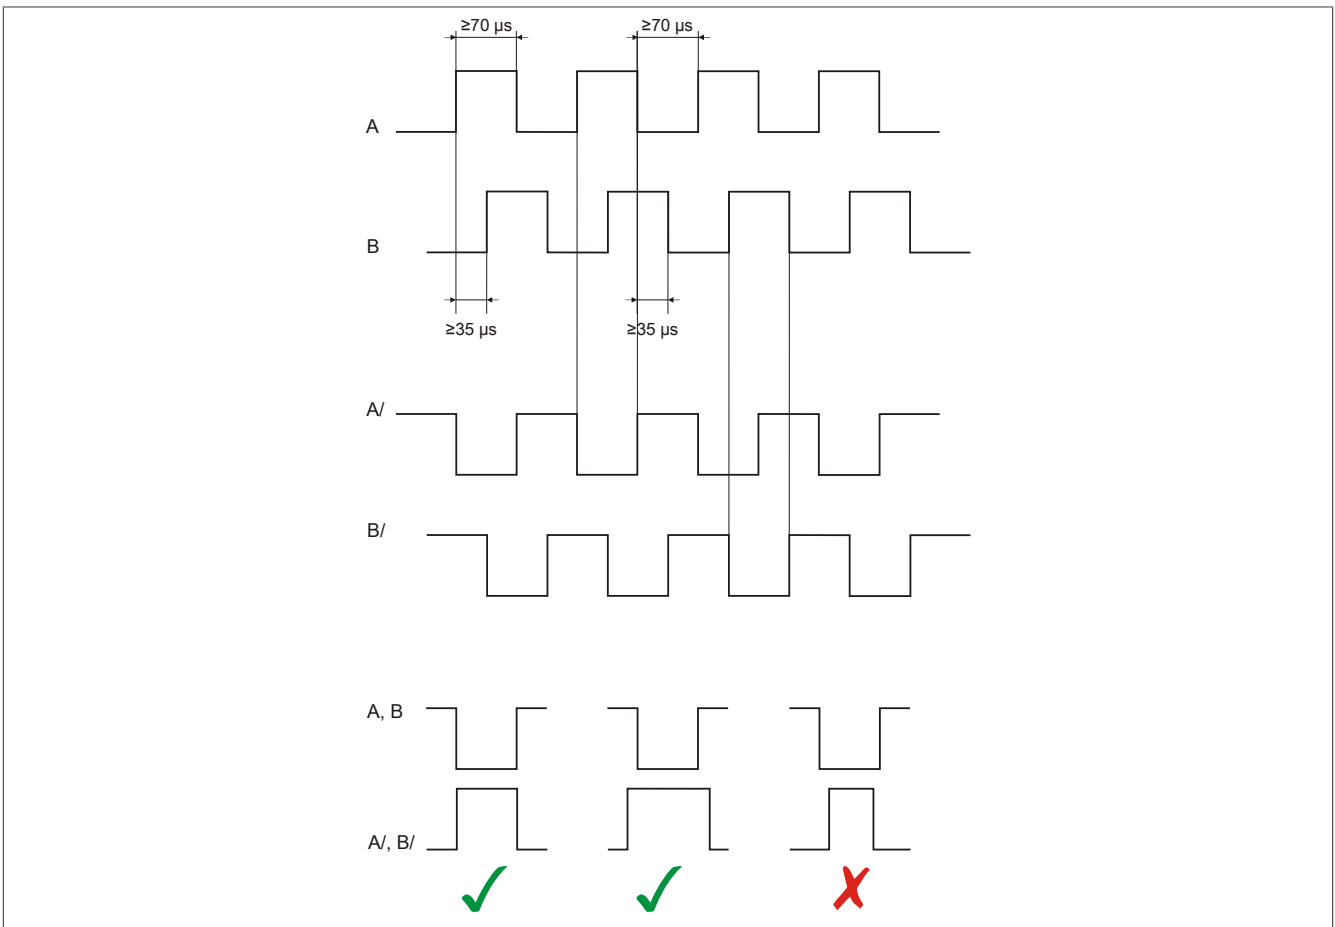 ≥70 µs ≥70 µs
A
B
≥35 µs ≥35 µs
A/
B/
A, B
A/, B/